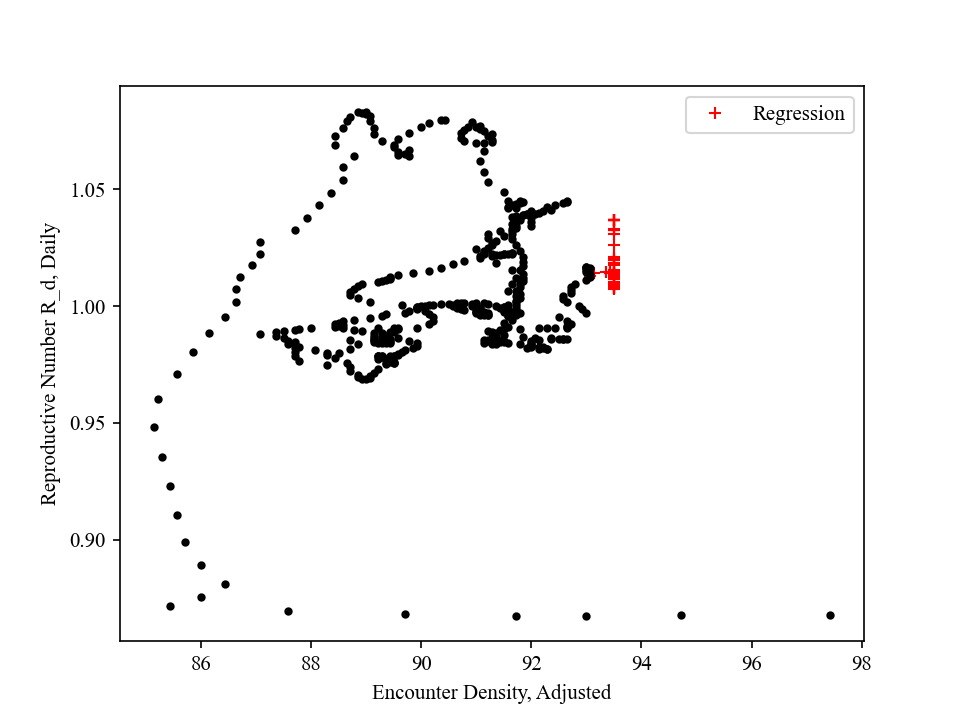 Regression
1.05
1.00
0.95
0.90
Reproductive Number R_d, Daily
86 88 90 92 94 96 98
Encounter Density, Adjusted